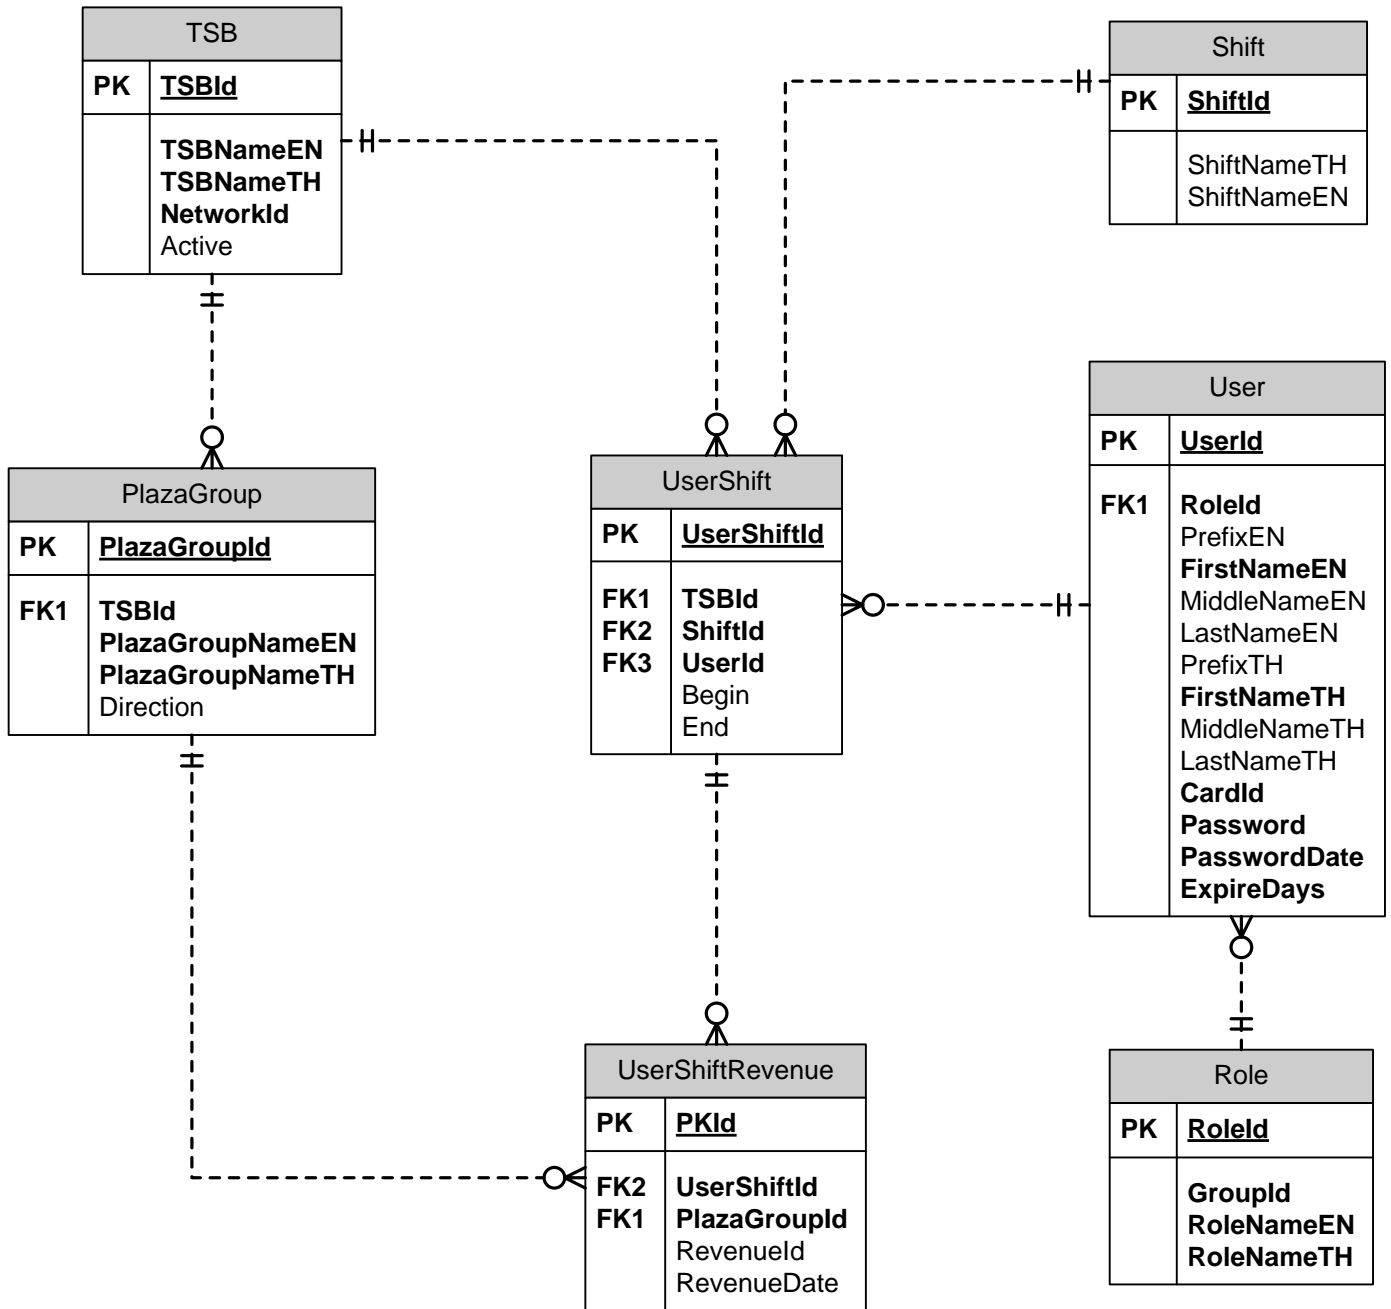 TSB
PK TSBId
TSBNameEN
TSBNameTH
NetworkId
Active
Shift
PK ShiftId
ShiftNameTH
ShiftNameEN
PlazaGroup
PK PlazaGroupId
FK1 TSBId
PlazaGroupNameEN
PlazaGroupNameTH
Direction
UserShift
PK UserShiftId
FK1 TSBId
FK2 ShiftId
FK3 UserId
Begin
End
User
PK UserId
FK1 RoleId
PrefixEN
FirstNameEN
MiddleNameEN
LastNameEN
PrefixTH
FirstNameTH
MiddleNameTH
LastNameTH
CardId
Password
PasswordDate
ExpireDays
UserShiftRevenue
PK PKId
FK2 UserShiftId
FK1 PlazaGroupId
RevenueId
RevenueDate
Role
PK RoleId
GroupId
RoleNameEN
RoleNameTH